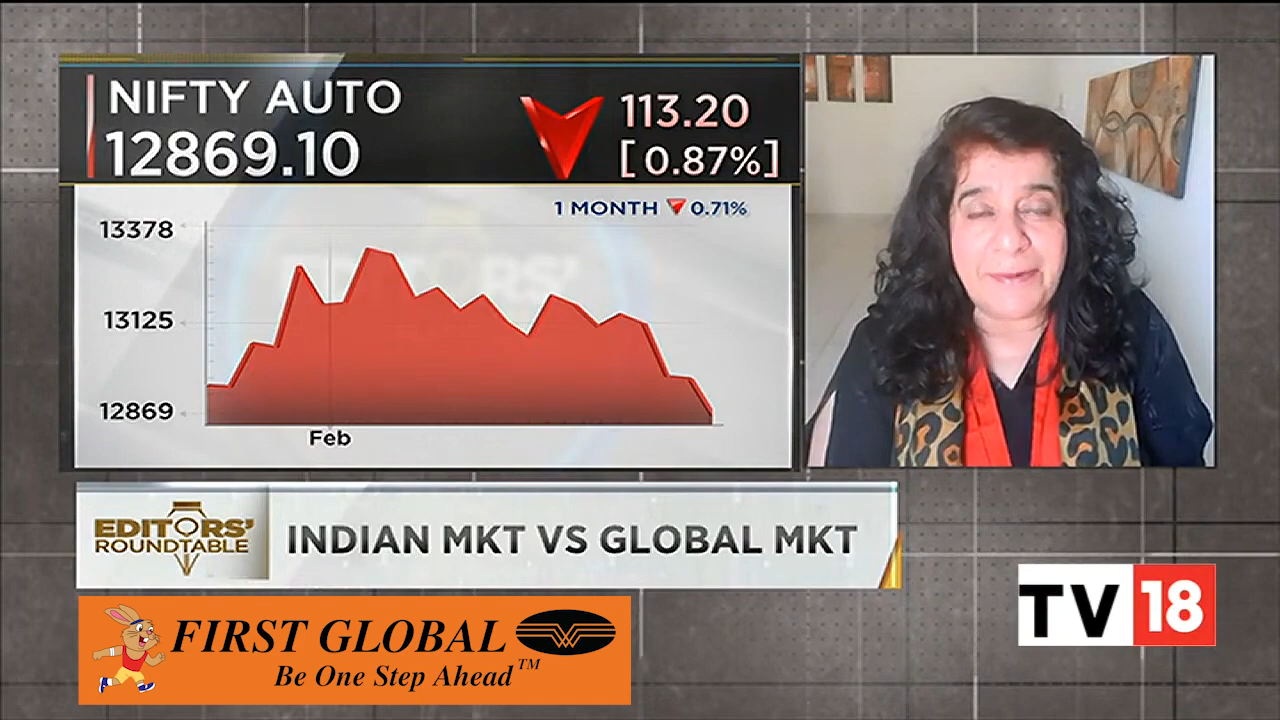 NIFTY AUTO
12869.10
113.20
[0.87%]
1 MONTH 0.71%
13378
13125
12869
Feb
EDITORS'
EDITORS'
ROUNDTABLE
INDIAN MKT VS GLOBAL MKT
FIRST GLOBAL
Be One Step Ahead™
TV18